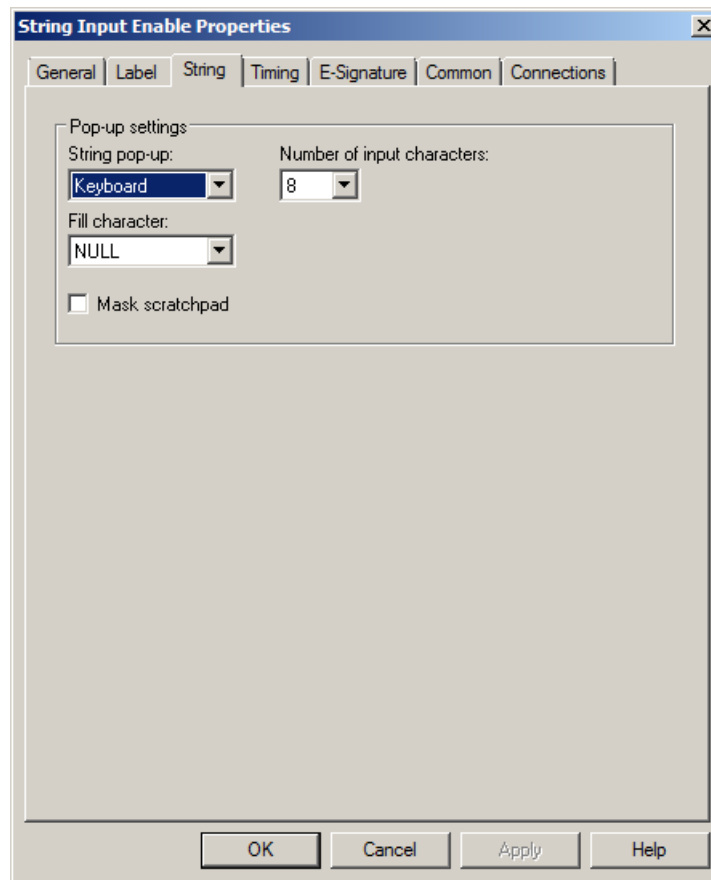 String Input Enable Properties
General Label String Timing E-Signature Common Connections
Pop-up settings
String pop-up: Number of input characters:
Keyboard 8
Fill character:
NULL
Mask scratchpad
OK Cancel Apply Help